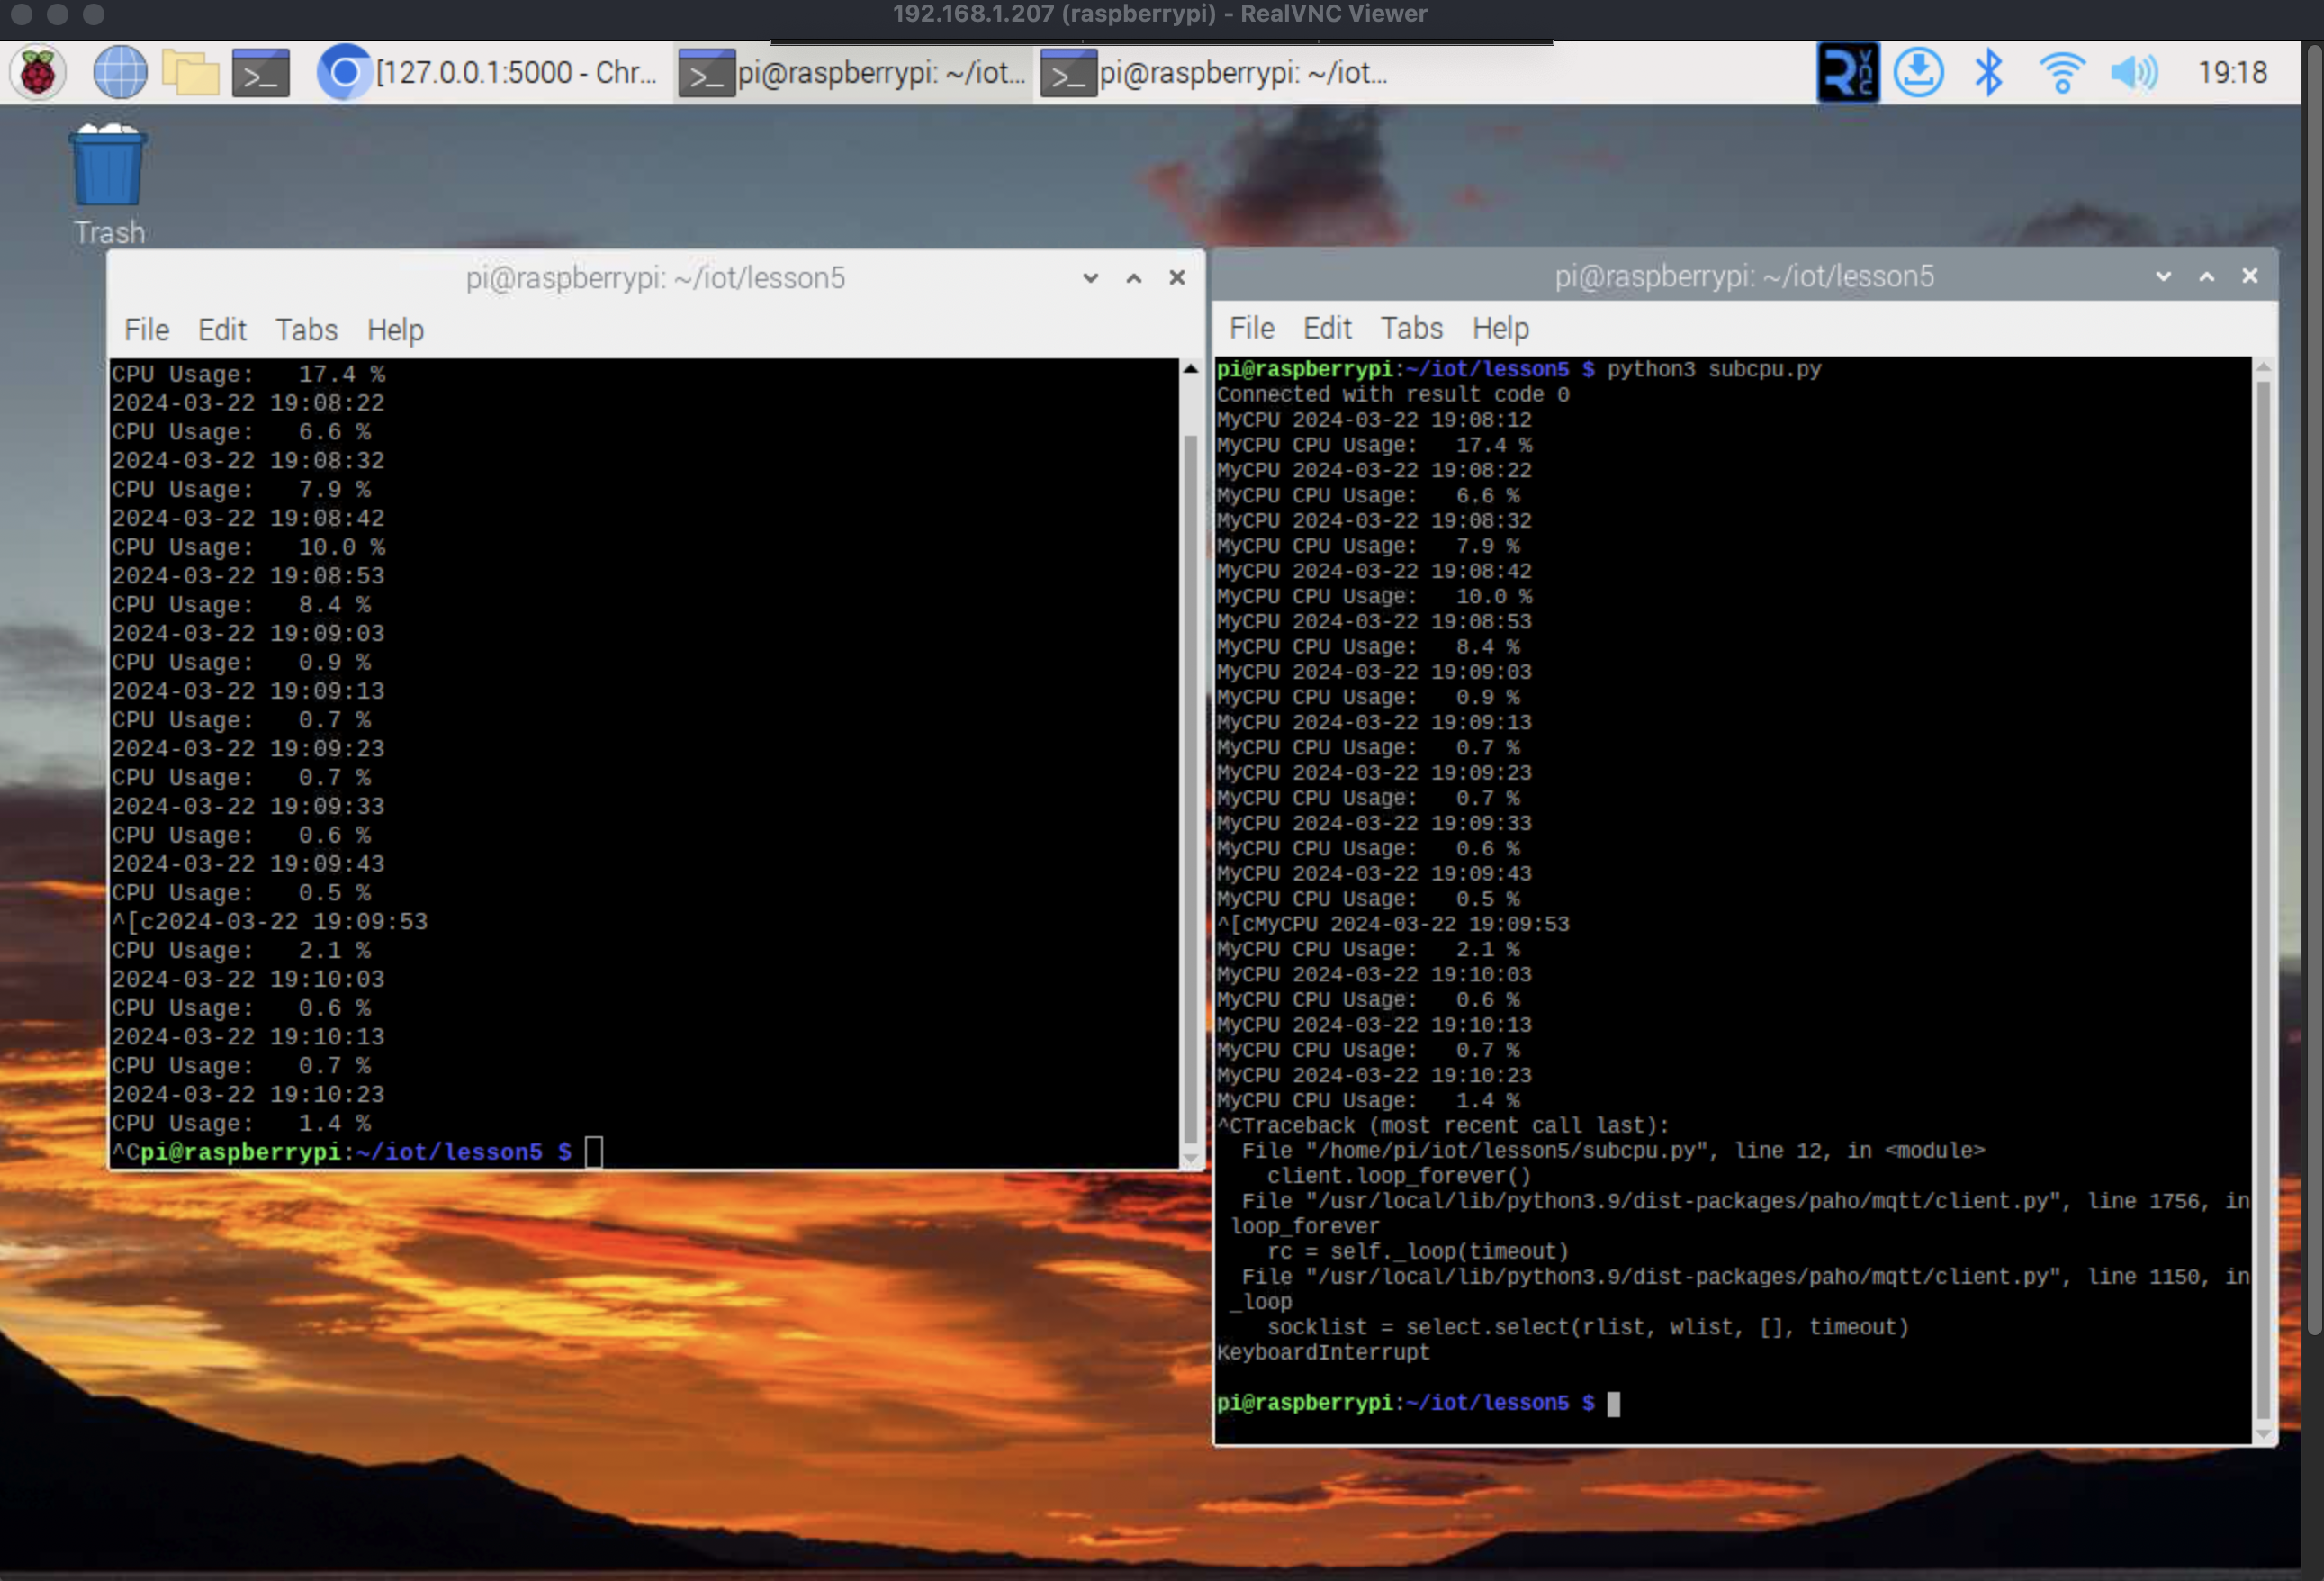 192.168.1.207 (raspberrypi) - RealVNC Viewer
[127.0.0.1:5000 - Chr...
pi@raspberrypi: ~/iot...
pi@raspberrypi: ~/iot...
19:18
Trash
pi@raspberrypi: ~/iot/lesson5
File Edit Tabs Help
CPU Usage:   17.4 %
2024-03-22 19:08:22
CPU Usage:   6.6 %
2024-03-22 19:08:32
CPU Usage:   7.9 %
2024-03-22 19:08:42
CPU Usage:   10.0 %
2024-03-22 19:08:53
CPU Usage:   8.4 %
2024-03-22 19:09:03
CPU Usage:   0.9 %
2024-03-22 19:09:13
CPU Usage:   0.7 %
2024-03-22 19:09:23
CPU Usage:   0.7 %
2024-03-22 19:09:33
CPU Usage:   0.6 %
2024-03-22 19:09:43
CPU Usage:   0.5 %
^[c2024-03-22 19:09:53
CPU Usage:   2.1 %
2024-03-22 19:10:03
CPU Usage:   0.6 %
2024-03-22 19:10:13
CPU Usage:   0.7 %
2024-03-22 19:10:23
CPU Usage:   1.4 %
^Cpi@raspberrypi:~/iot/lesson5 $
pi@raspberrypi: ~/iot/lesson5
File Edit Tabs Help
pi@raspberrypi:~/iot/lesson5 $ python3 subcpu.py
Connected with result code 0
MyCPU 2024-03-22 19:08:12
MyCPU CPU Usage:   17.4 %
MyCPU 2024-03-22 19:08:22
MyCPU CPU Usage:   6.6 %
MyCPU 2024-03-22 19:08:32
MyCPU CPU Usage:   7.9 %
MyCPU 2024-03-22 19:08:42
MyCPU CPU Usage:   10.0 %
MyCPU 2024-03-22 19:08:53
MyCPU CPU Usage:   8.4 %
MyCPU 2024-03-22 19:09:03
MyCPU CPU Usage:   0.9 %
MyCPU 2024-03-22 19:09:13
MyCPU CPU Usage:   0.7 %
MyCPU 2024-03-22 19:09:23
MyCPU CPU Usage:   0.7 %
MyCPU 2024-03-22 19:09:33
MyCPU CPU Usage:   0.6 %
MyCPU 2024-03-22 19:09:43
MyCPU CPU Usage:   0.5 %
^[cMyCPU 2024-03-22 19:09:53
MyCPU CPU Usage:   2.1 %
MyCPU 2024-03-22 19:10:03
MyCPU CPU Usage:   0.6 %
MyCPU 2024-03-22 19:10:13
MyCPU CPU Usage:   0.7 %
MyCPU 2024-03-22 19:10:23
MyCPU CPU Usage:   1.4 %
^CTraceback (most recent call last):
  File "/home/pi/iot/lesson5/subcpu.py", line 12, in <module>
    client.loop_forever()
  File "/usr/local/lib/python3.9/dist-packages/paho/mqtt/client.py", line 1756, in
 loop_forever
    rc = self._loop(timeout)
  File "/usr/local/lib/python3.9/dist-packages/paho/mqtt/client.py", line 1150, in
 _loop
    socklist = select.select(rlist, wlist, [], timeout)
KeyboardInterrupt
pi@raspberrypi:~/iot/lesson5 $